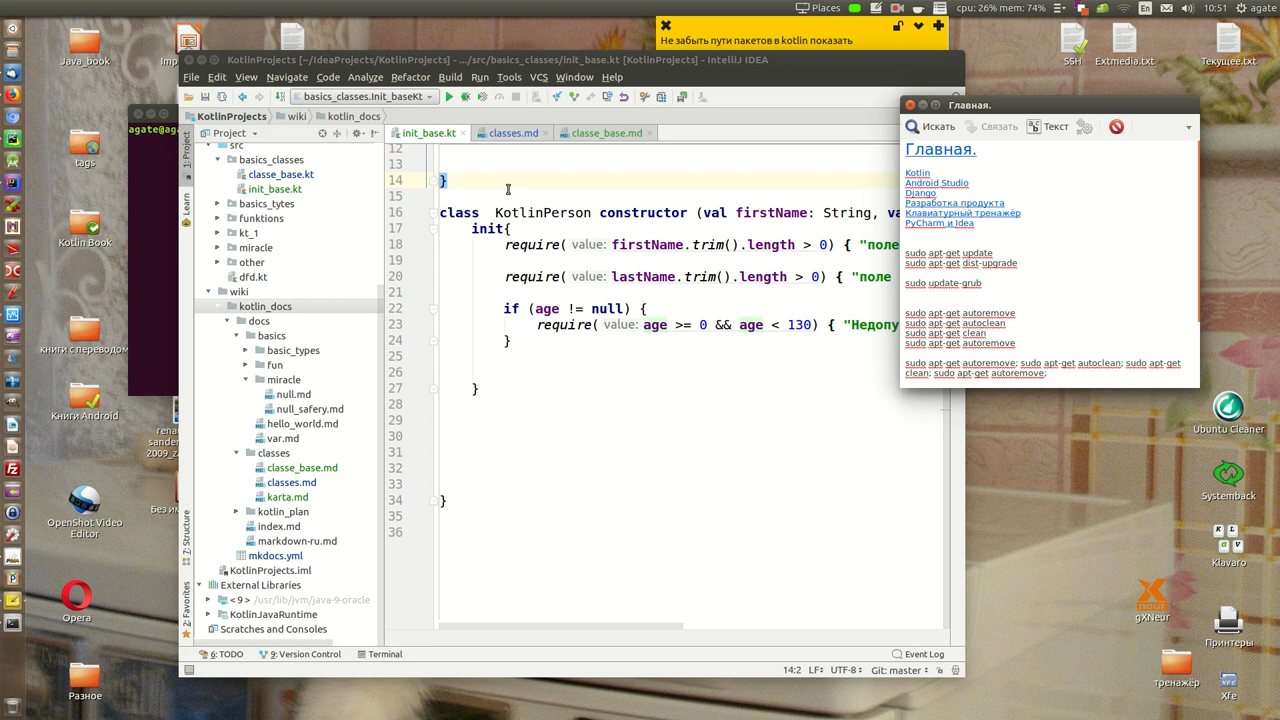 Places
cpu: 26% mem: 74%
En
10:51
agate
Java_book
Imp
tags
Kotlin Book
книги с переводом
Книги Android
OpenShot Video
Editor
Opera
Разное
SSH
Extmedia.txt
Текущее.txt
Ubuntu Cleaner
Systemback
Klavaro
gXNeur
Принтеры
тренажёр
Xfe
Не забыть пути пакетов в kotlin показать
agate@aga
KotlinProjects [~/IdeaProjects/KotlinProjects] - .../src/basics_classes/init_base.kt [KotlinProjects] - IntelliJ IDEA
File Edit View Navigate Code Analyze Refactor Build Run Tools VCS Window Help
basics_classes.Init_baseKt
KotlinProjects wiki kotlin_docs
Project
init_base.kt classes.md classe_base.md
1: Project
Learn
7: Structure
2: Favorites
src
basics_classes
classe_base.kt
init_base.kt
basics_tytes
funktions
kt_1
miracle
other
dfd.kt
wiki
kotlin_docs
docs
basics
basic_types
fun
miracle
null.md
null_safery.md
hello_world.md
var.md
classes
classe_base.md
classes.md
karta.md
kotlin_plan
index.md
markdown-ru.md
mkdocs.yml
KotlinProjects.iml
External Libraries
< 9 > /usr/lib/jvm/java-9-oracle
KotlinJavaRuntime
Scratches and Consoles
12
13
14 }
15
16 class KotlinPerson constructor (val firstName: String, va
17 init{
18 require( value: firstName.trim().length > 0) { "поле
19
20 require( value: lastName.trim().length > 0) { "поле
21
22 if (age != null) {
23 require( value: age >= 0 && age < 130) { "Недопу
24 }
25
26
27 }
28
29
30
31
32
33
34 }
35
36
6: TODO 9: Version Control Terminal Event Log
14:2 LF÷ UTF-8÷ Git: master÷
Главная.
Искать Связать Текст
Главная.
Kotlin
Android Studio
Django
Разработка продукта
Клавиатурный тренажёр
PyCharm и Idea
sudo apt-get update
sudo apt-get dist-upgrade
sudo update-grub
sudo apt-get autoremove
sudo apt-get autoclean
sudo apt-get clean
sudo apt-get autoremove
sudo apt-get autoremove; sudo apt-get autoclean; sudo apt-get
clean; sudo apt-get autoremove;